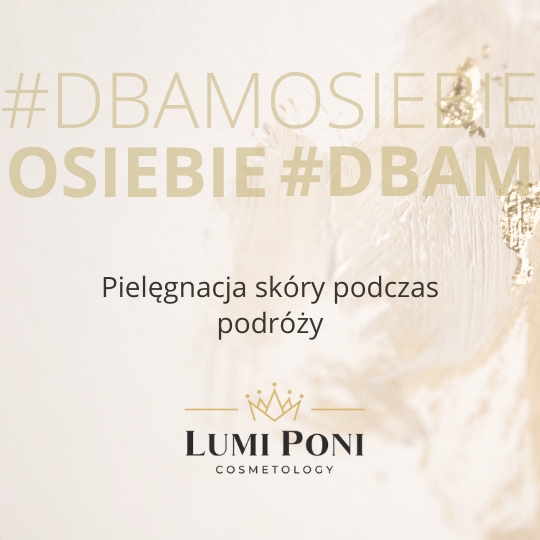 #DBAMOSIEBIE
OSIEBIE #DBAM
Pielęgnacja skóry podczas
podróży
LUMI PONI
COSMETOLOGY